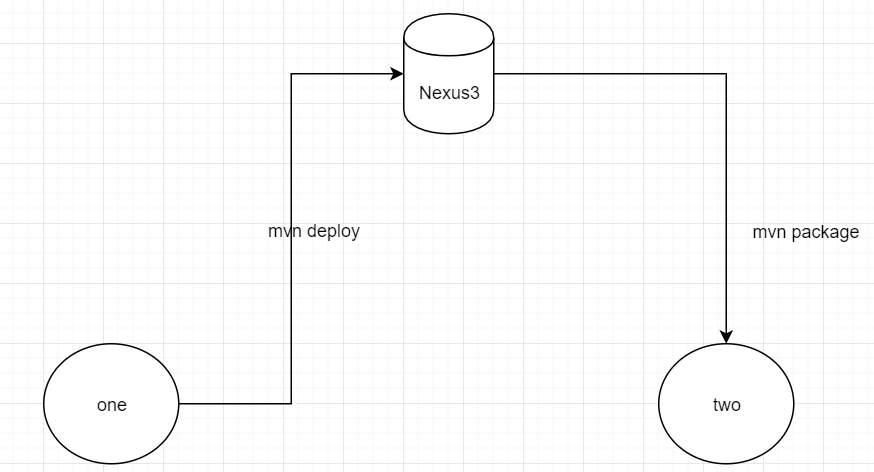 Nexus3
mvn deploy
mvn package
one
two